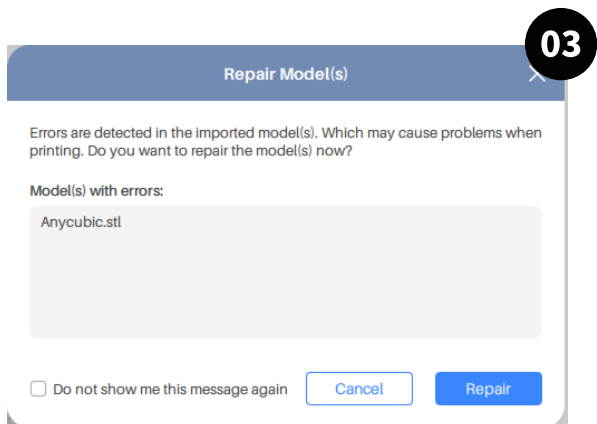 03
Repair Model(s)
Errors are detected in the imported model(s). Which may cause problems when
printing. Do you want to repair the model(s) now?
Model(s) with errors:
Anycubic.stl
Do not show me this message again
Cancel
Repair